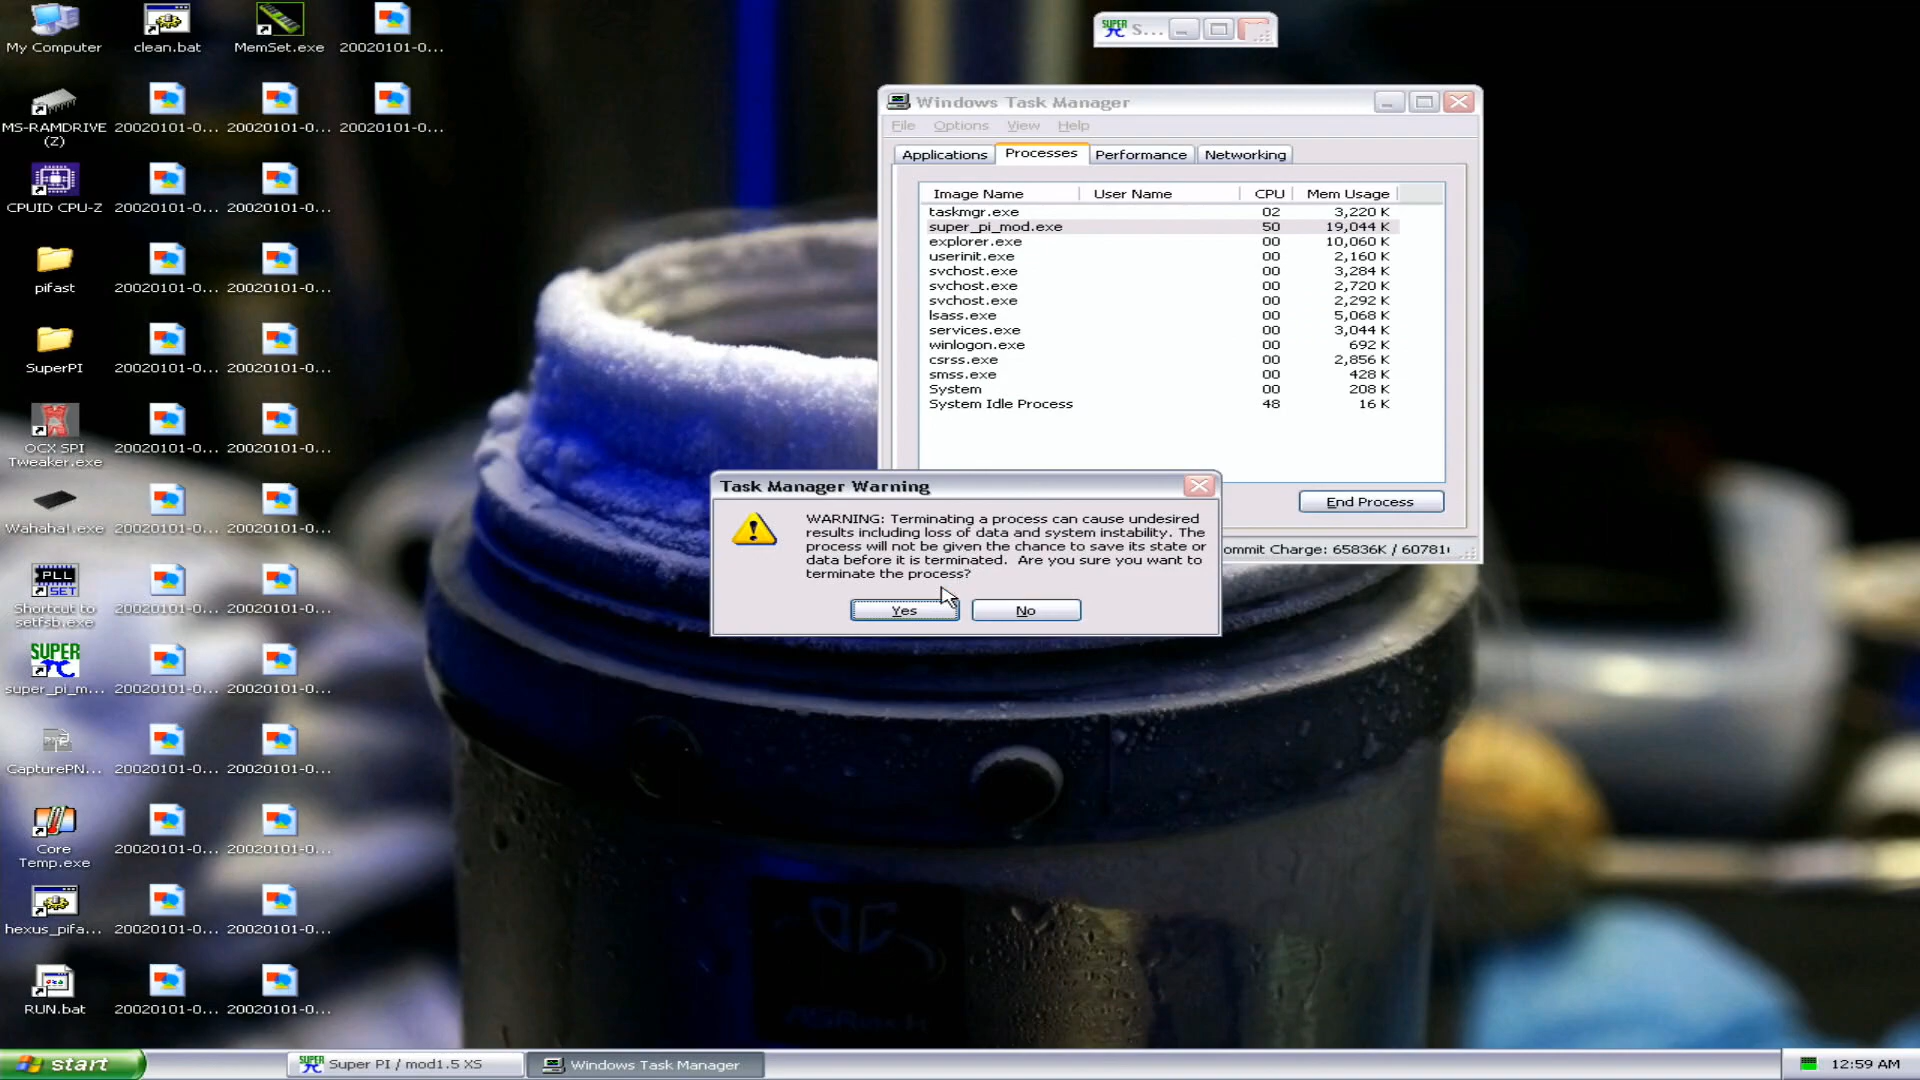 My Computer
clean.bat
MemSet.exe
20020101-0...
MS-RAMDRIVE
(Z)
20020101-0...
20020101-0...
20020101-0...
CPUID CPU-Z
20020101-0...
20020101-0...
pifast
20020101-0...
20020101-0...
SuperPI
20020101-0...
20020101-0...
OCX SPI
Tweaker.exe
20020101-0...
20020101-0...
Wahaha!.exe
20020101-0...
20020101-0...
PLL
SET
Shortcut to
setfsb.exe
20020101-0...
20020101-0...
SUPER
π
super_pi_m...
20020101-0...
20020101-0...
CapturePN...
20020101-0...
20020101-0...
Core
Temp.exe
20020101-0...
20020101-0...
hexus_pifa...
20020101-0...
20020101-0...
RUN.bat
20020101-0...
20020101-0...
SUPER
π
S...
Windows Task Manager
File Options View Help
Applications Processes Performance Networking
Image Name User Name CPU Mem Usage
taskmgr.exe 02 3,220 K
super_pi_mod.exe 50 19,044 K
explorer.exe 00 10,060 K
userinit.exe 00 2,160 K
svchost.exe 00 3,284 K
svchost.exe 00 2,720 K
svchost.exe 00 2,292 K
lsass.exe 00 5,068 K
services.exe 00 3,044 K
winlogon.exe 00 692 K
csrss.exe 00 2,856 K
smss.exe 00 428 K
System 00 208 K
System Idle Process 48 16 K
End Process
ommit Charge: 65836K / 60781
Task Manager Warning
WARNING: Terminating a process can cause undesired
results including loss of data and system instability. The
process will not be given the chance to save its state or
data before it is terminated. Are you sure you want to
terminate the process?
Yes No
ASRock
start
SUPER
π
Super PI / mod1.5 XS
Windows Task Manager
12:59 AM